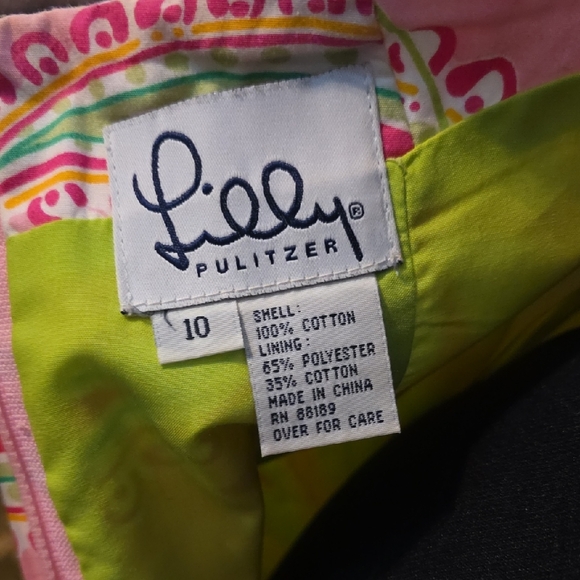 Lilly®
PULITZER
10
SHELL:
100% COTTON
LINING:
65% POLYESTER
35% COTTON
MADE IN CHINA
RN 88189
OVER FOR CARE